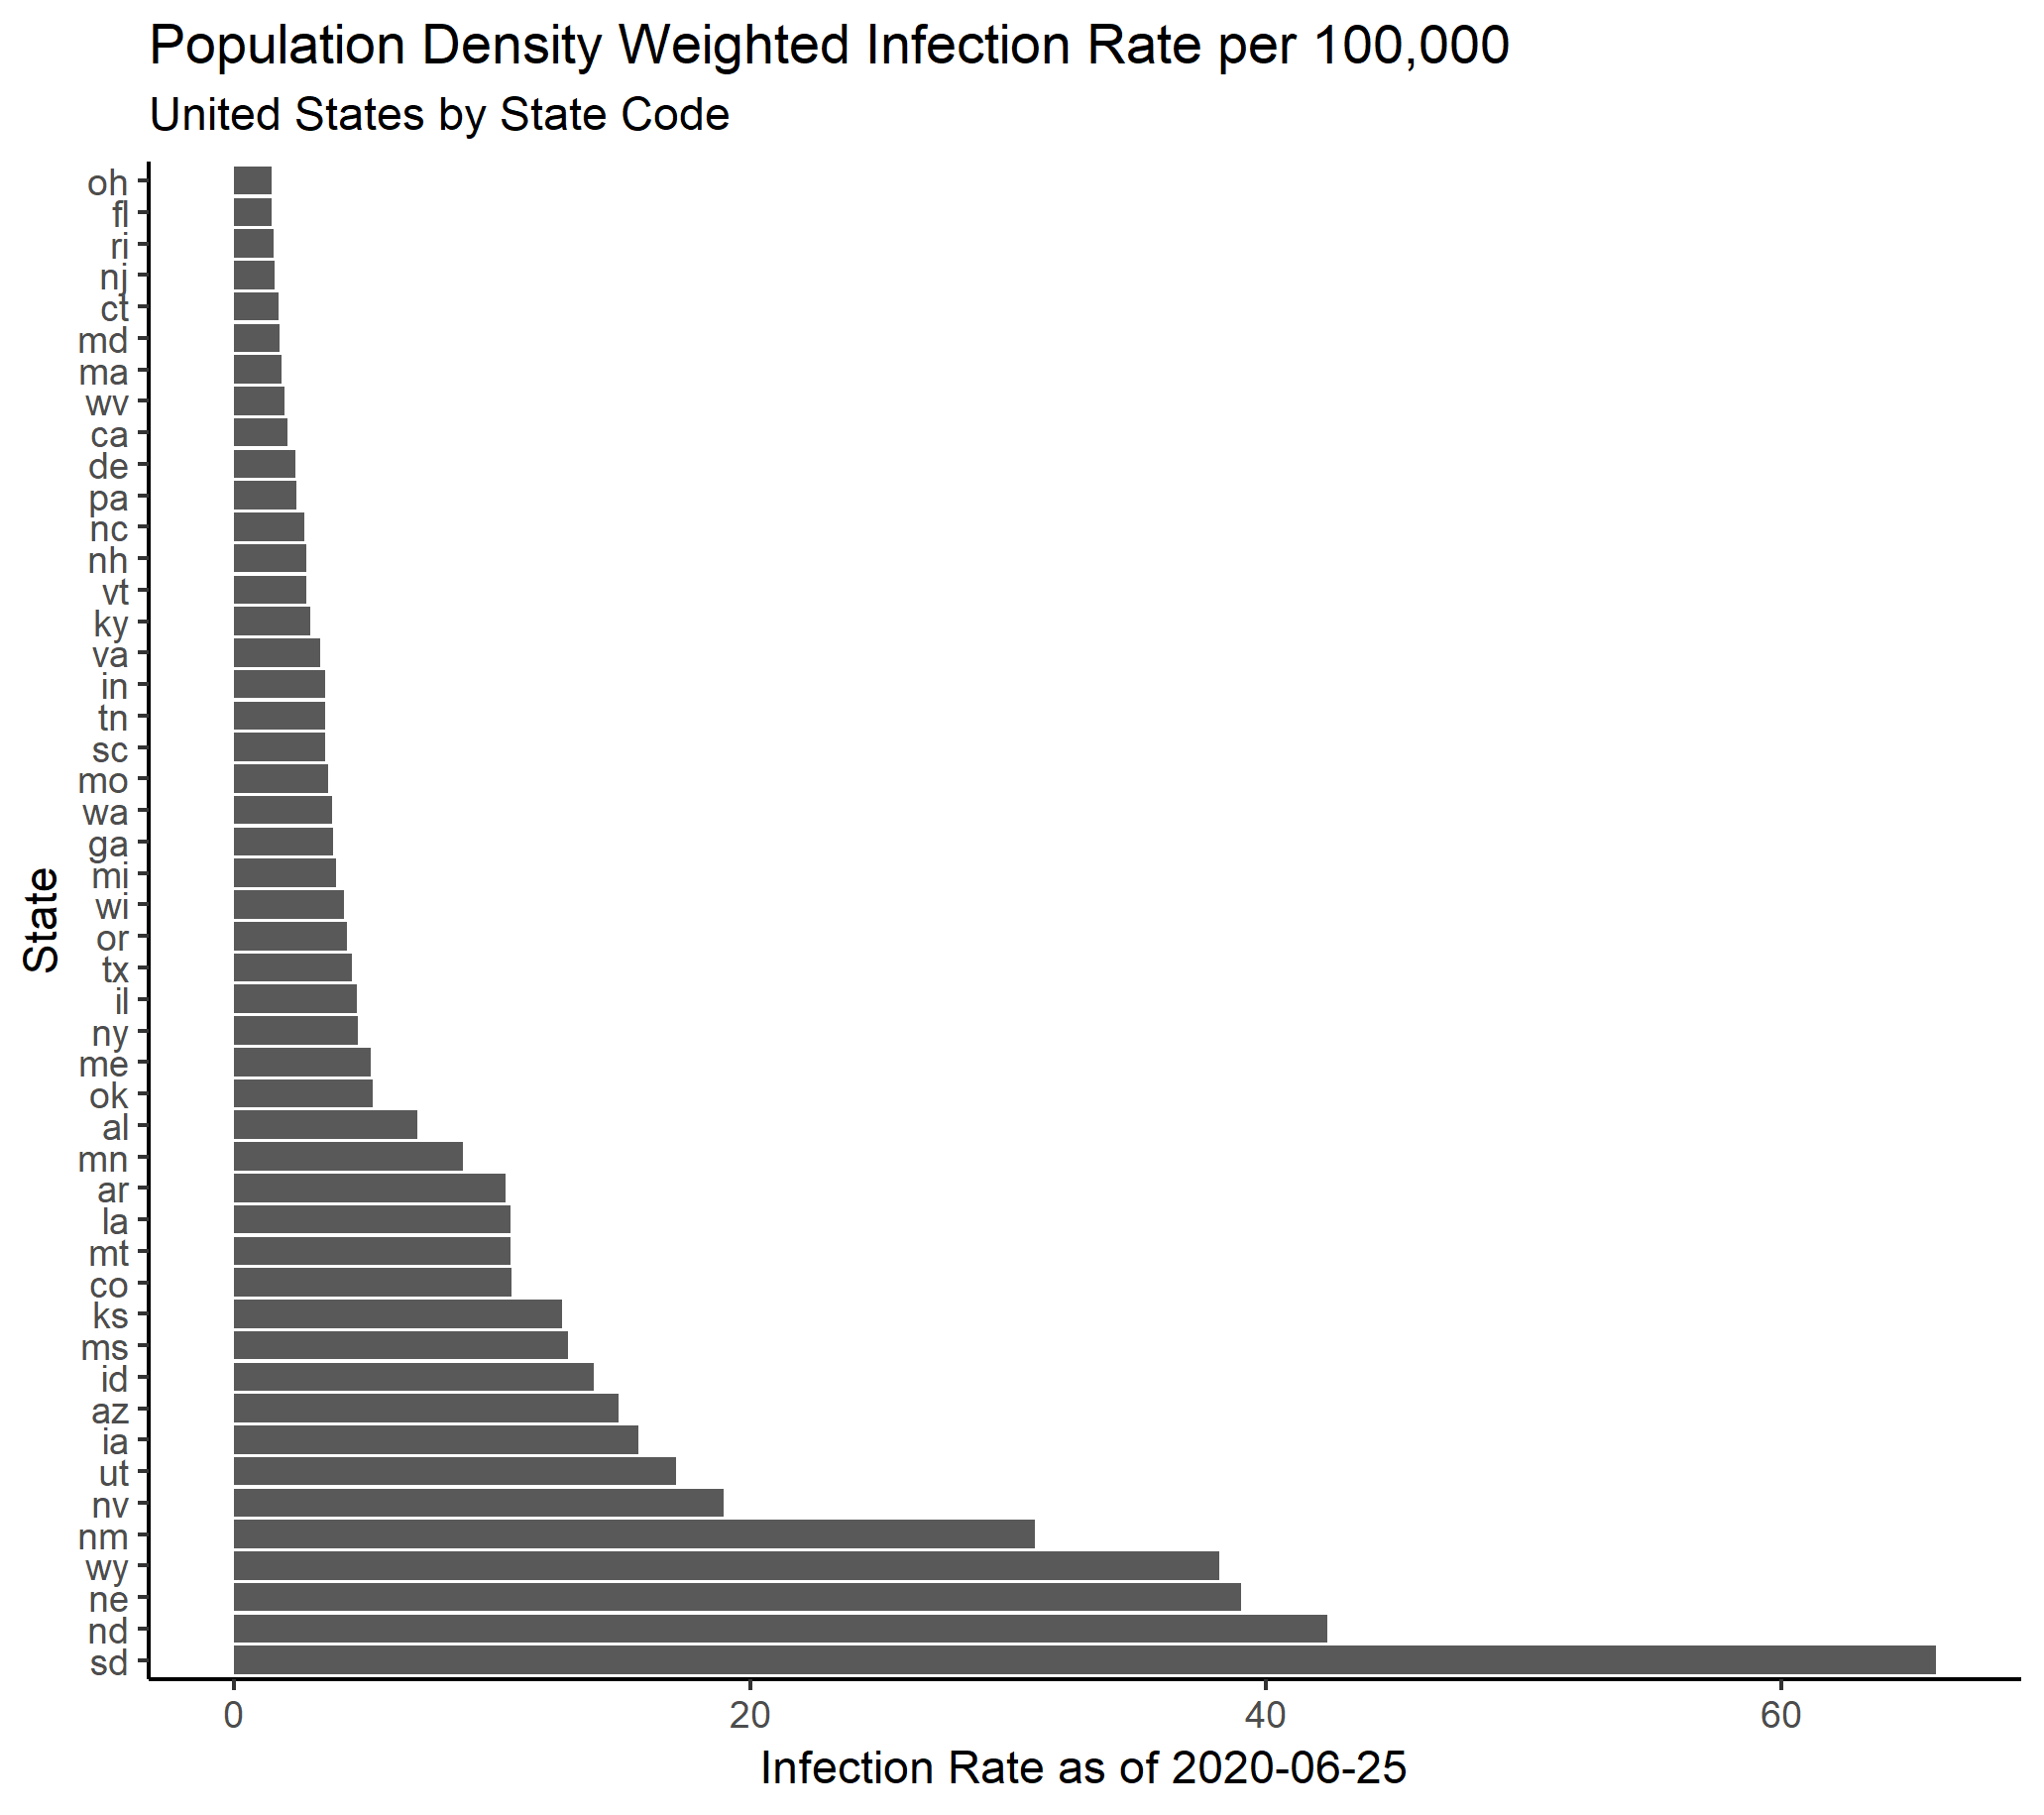 Population Density Weighted Infection Rate per 100,000
United States by State Code
State
oh
fl
ri
nj
ct
md
ma
wv
ca
de
pa
nc
nh
vt
ky
va
in
tn
sc
mo
wa
ga
mi
wi
or
tx
il
ny
me
ok
al
mn
ar
la
mt
co
ks
ms
id
az
ia
ut
nv
nm
wy
ne
nd
sd
0 20 40 60
Infection Rate as of 2020-06-25